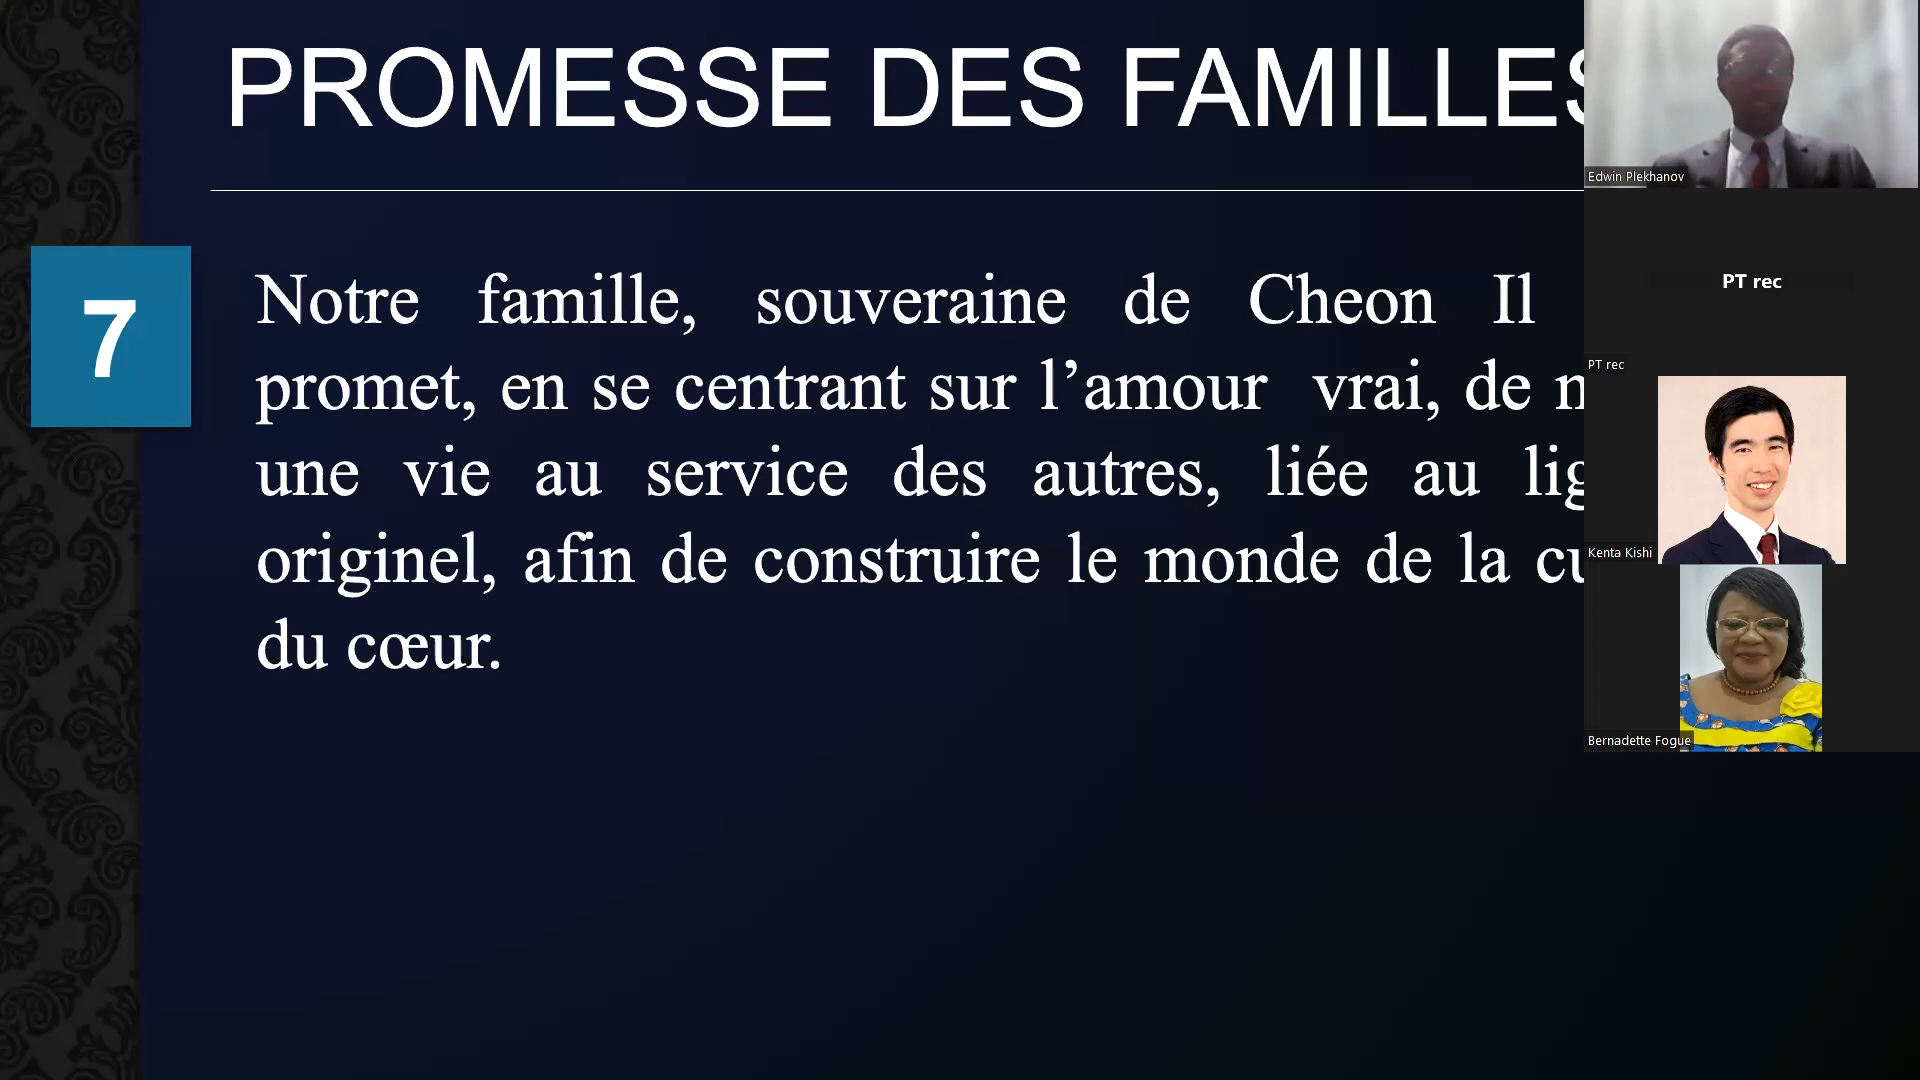 PROMESSE DES FAMILLES
7
Notre famille, souveraine de Cheon Il
promet, en se centrant sur l’amour vrai, de
une vie au service des autres, liée au
originel, afin de construire le monde de la
du cœur.
Edwin Plekhanov
PT rec
PT rec
Kenta Kishi
Bernadette Fogue